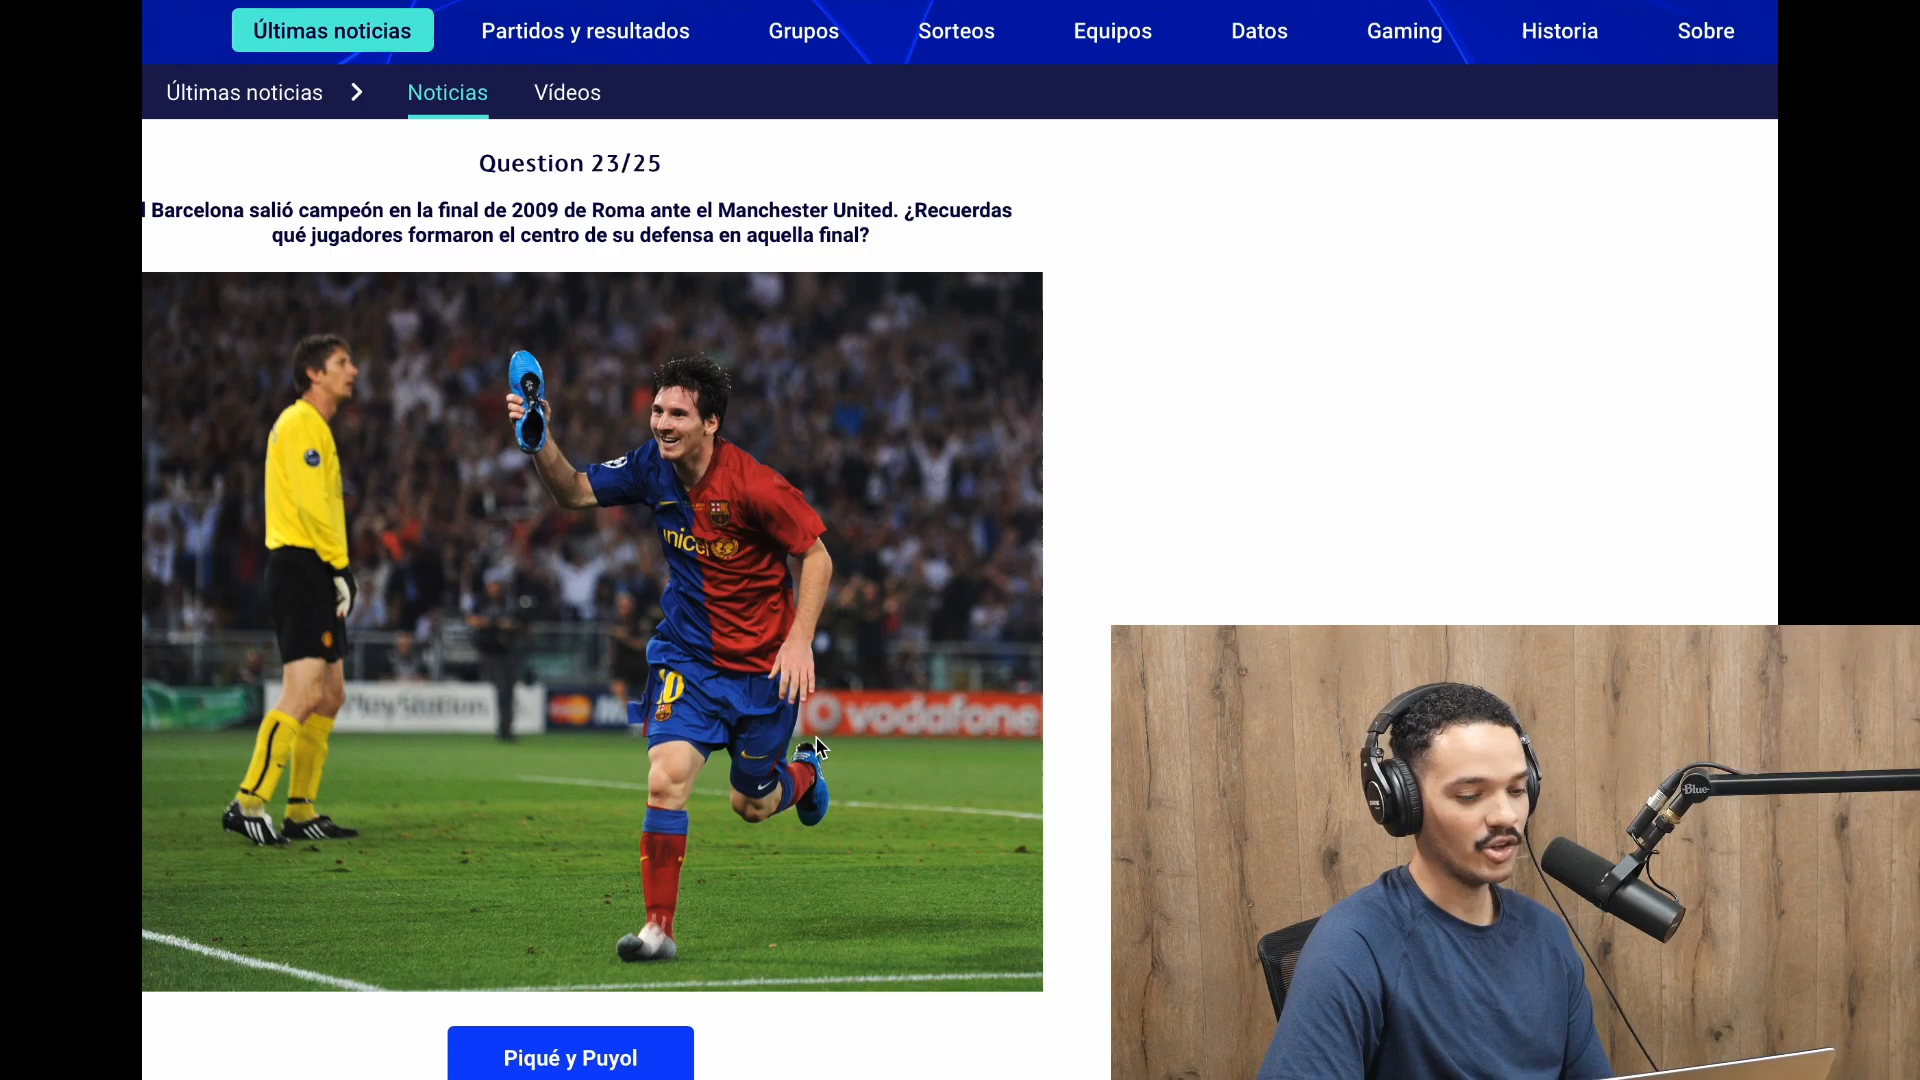 Últimas noticias Partidos y resultados Grupos Sorteos Equipos Datos Gaming Historia Sobre
Últimas noticias Noticias Vídeos
Question 23/25
l Barcelona salió campeón en la final de 2009 de Roma ante el Manchester United. ¿Recuerdas
qué jugadores formaron el centro de su defensa en aquella final?
unicef
10
PlayStation
vodafone
Blue
Piqué y Puyol